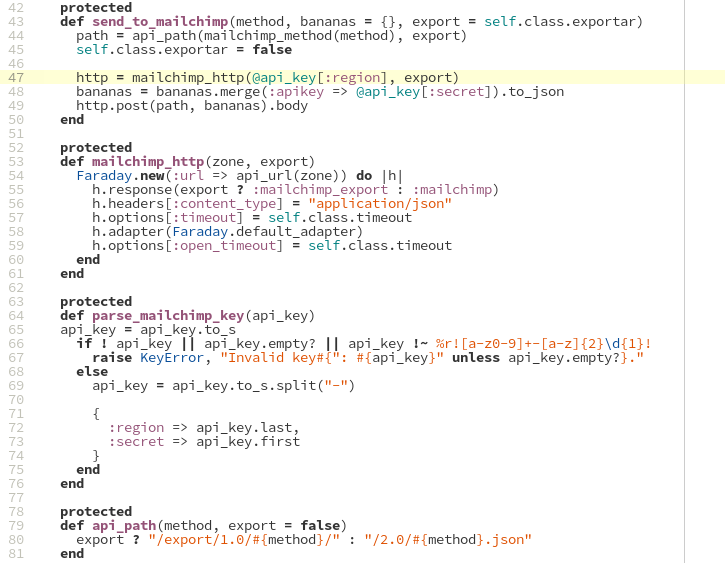 42 protected
43 def send_to_mailchimp(method, bananas = {}, export = self.class.exportar)
44 path = api_path(mailchimp_method(method), export)
45 self.class.exportar = false
46
47 http = mailchimp_http(@api_key[:region], export)
48 bananas = bananas.merge(:apikey => @api_key[:secret]).to_json
49 http.post(path, bananas).body
50 end
51
52 protected
53 def mailchimp_http(zone, export)
54 Faraday.new(:url => api_url(zone)) do |h|
55 h.response(export ? :mailchimp_export : :mailchimp)
56 h.headers[:content_type] = "application/json"
57 h.options[:timeout] = self.class.timeout
58 h.adapter(Faraday.default_adapter)
59 h.options[:open_timeout] = self.class.timeout
60 end
61 end
62
63 protected
64 def parse_mailchimp_key(api_key)
65 api_key = api_key.to_s
66 if ! api_key || api_key.empty? || api_key !~ %r![a-z0-9]+-[a-z]{2}\d{1}!
67 raise KeyError, "Invalid key#{": #{api_key}" unless api_key.empty?}."
68 else
69 api_key = api_key.to_s.split("-")
70
71 {
72 :region => api_key.last,
73 :secret => api_key.first
74 }
75 end
76 end
77
78 protected
79 def api_path(method, export = false)
80 export ? "/export/1.0/#{method}/" : "/2.0/#{method}.json"
81 end